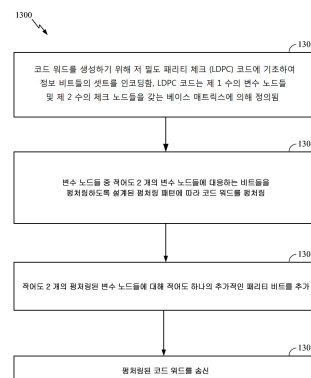 1300
130
코드 워드를 생성하기 위해 저 밀도 패리티 체크 (LDPC) 코드에 기초하여
정보 비트들의 셋트를 인코딩함, LDPC 코드는 제 1 수의 변수 노드들
및 제 2 수의 체크 노드들을 갖는 베이스 매트릭스에 의해 정의됨
130
변수 노드들 중 적어도 2 개의 변수 노드들에 대응하는 비트들을
펑처링하도록 설계된 펑처링 패턴에 따라 코드 워드를 펑처링
130
적어도 2 개의 펑처링된 변수 노드들에 대해 적어도 하나의 추가적인 패리티 비트를 추가
130
펑처링된 코드 워드를 송신